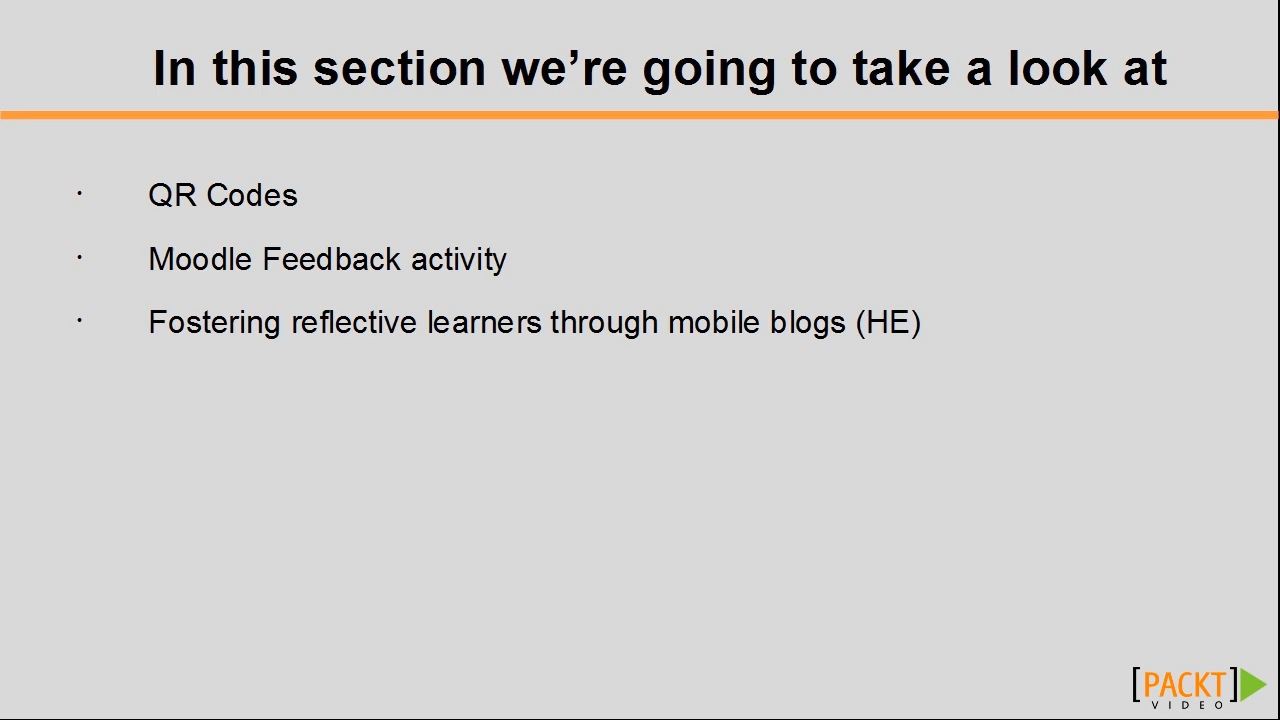 In this section we’re going to take a look at
· QR Codes
· Moodle Feedback activity
· Fostering reflective learners through mobile blogs (HE)
[PACKT]
VIDEO